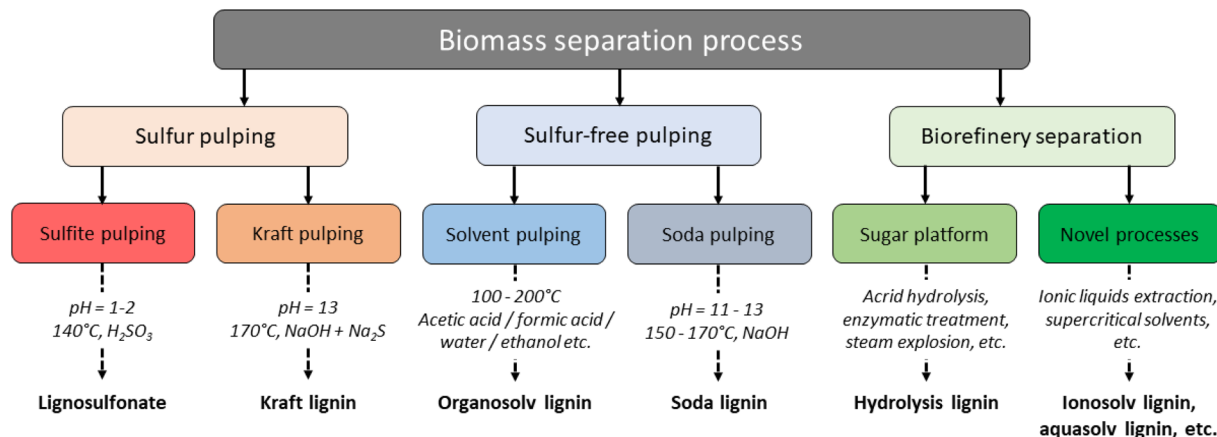 Biomass separation process
Sulfur pulping
Sulfur-free pulping
Biorefinery separation
Sulfite pulping
Kraft pulping
Solvent pulping
Soda pulping
Sugar platform
Novel processes
pH = 1-2
140°C, H₂SO₃
pH = 13
170°C, NaOH + Na₂S
100 - 200°C
Acetic acid / formic acid /
water / ethanol etc.
pH = 11 - 13
150 - 170°C, NaOH
Acrid hydrolysis,
enzymatic treatment,
steam explosion, etc.
Ionic liquids extraction,
supercritical solvents,
etc.
Lignosulfonate
Kraft lignin
Organosolv lignin
Soda lignin
Hydrolysis lignin
Ionosolv lignin,
aquasolv lignin, etc.